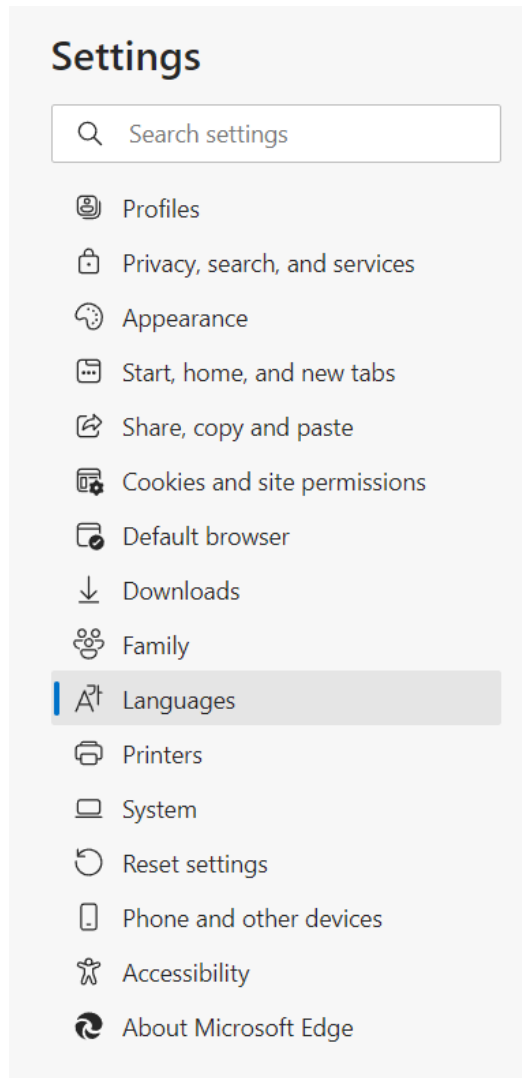 Settings
Search settings
Profiles
Privacy, search, and services
Appearance
Start, home, and new tabs
Share, copy and paste
Cookies and site permissions
Default browser
Downloads
Family
Languages
Printers
System
Reset settings
Phone and other devices
Accessibility
About Microsoft Edge